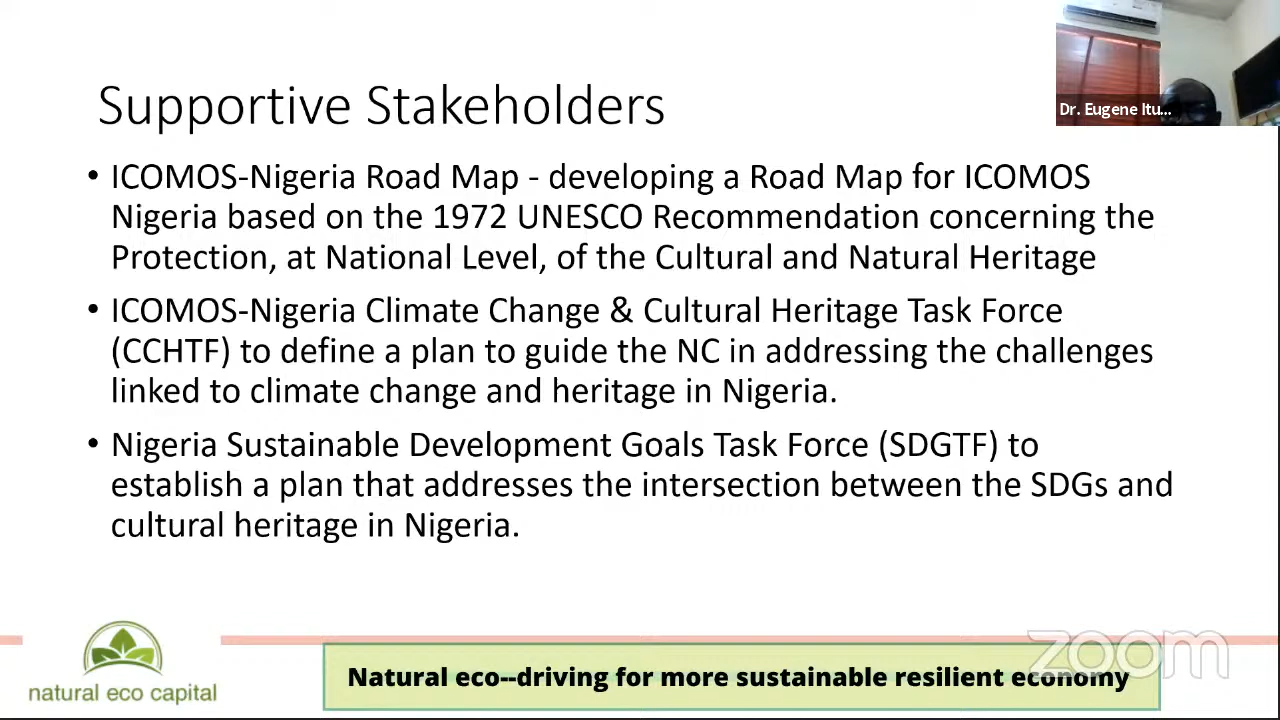 Dr. Eugene Itu...
Supportive Stakeholders
• ICOMOS-Nigeria Road Map - developing a Road Map for ICOMOS
Nigeria based on the 1972 UNESCO Recommendation concerning the
Protection, at National Level, of the Cultural and Natural Heritage
• ICOMOS-Nigeria Climate Change & Cultural Heritage Task Force
(CCHTF) to define a plan to guide the NC in addressing the challenges
linked to climate change and heritage in Nigeria.
• Nigeria Sustainable Development Goals Task Force (SDGTF) to
establish a plan that addresses the intersection between the SDGs and
cultural heritage in Nigeria.
natural eco capital
Natural eco--driving for more sustainable resilient economy
zoom